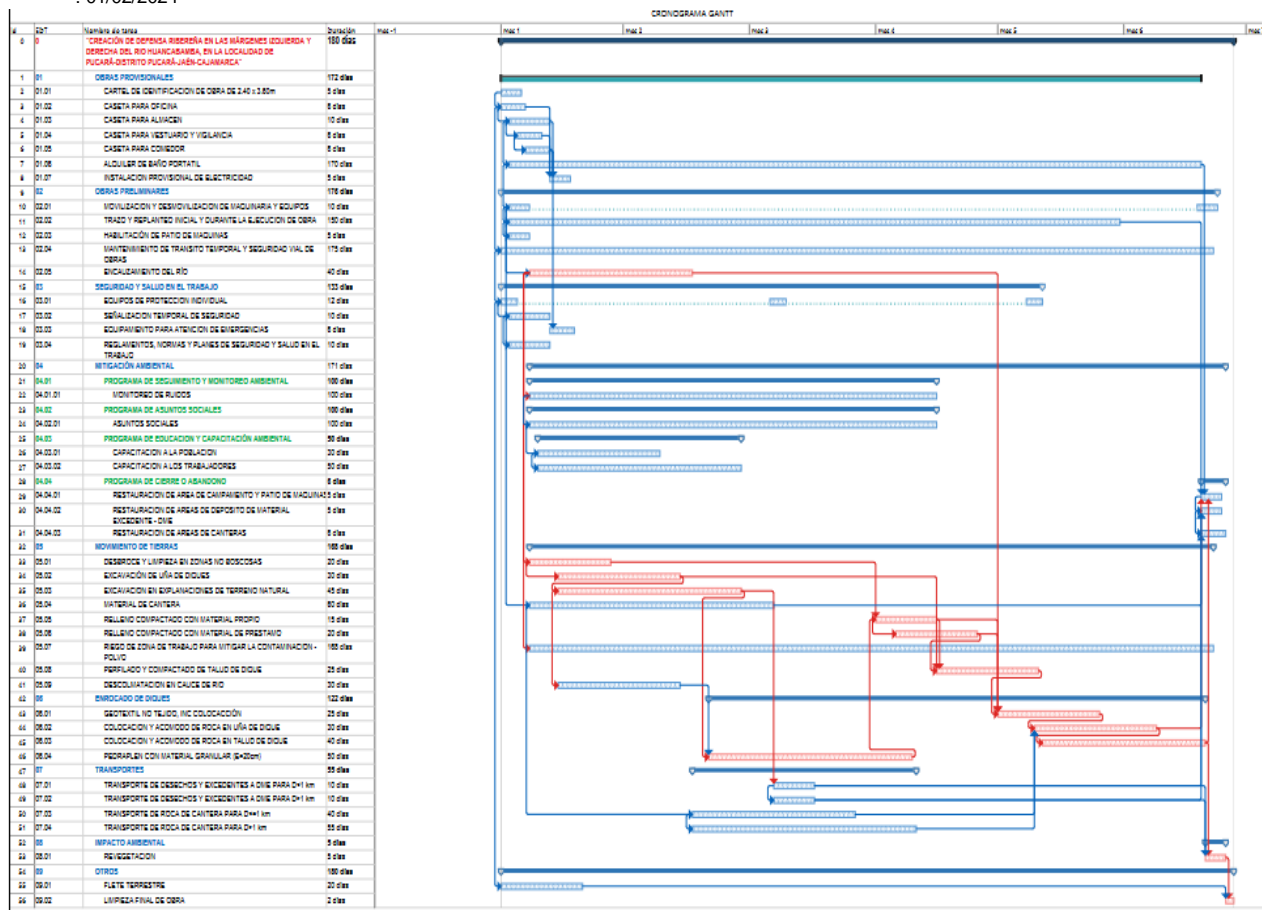 : 01/02/2021
CRONOGRAMA GANTT
id EDT Nombre de tarea Duración mes -1 mes 1 mes 2 mes 3 mes 4 mes 5 mes 6 mes 7
0 0 "CREACIÓN DE DEFENSA RIBEREÑA EN LAS MÁRGENES IZQUIERDA Y 180 días
DERECHA DEL RIO HUANCABAMBA, EN LA LOCALIDAD DE
PUCARÁ-DISTRITO PUCARÁ-JAÉN-CAJAMARCA"
1 01 OBRAS PROVISIONALES 172 días
2 01.01 CARTEL DE IDENTIFICACION DE OBRA DE 2.40 x 3.80m 5 días
3 01.02 CASETA PARA OFICINA 6 días
4 01.03 CASETA PARA ALMACEN 10 días
5 01.04 CASETA PARA VESTUARIO Y VIGILANCIA 6 días
6 01.05 CASETA PARA COMEDOR 6 días
7 01.06 ALQUILER DE BAÑO PORTATIL 170 días
8 01.07 INSTALACION PROVISIONAL DE ELECTRICIDAD 5 días
9 02 OBRAS PRELIMINARES 176 días
10 02.01 MOVILIZACION Y DESMOVILIZACION DE MAQUINARIA Y EQUIPOS 10 días
11 02.02 TRAZO Y REPLANTEO INICIAL Y DURANTE LA EJECUCION DE OBRA 150 días
12 02.03 HABILITACIÓN DE PATIO DE MAQUINAS 5 días
13 02.04 MANTENIMIENTO DE TRANSITO TEMPORAL Y SEGURIDAD VIAL DE 175 días
OBRAS
14 02.05 ENCAUZAMIENTO DEL RÍO 40 días
15 03 SEGURIDAD Y SALUD EN EL TRABAJO 133 días
16 03.01 EQUIPOS DE PROTECCION INDIVIDUAL 12 días
17 03.02 SEÑALIZACION TEMPORAL DE SEGURIDAD 10 días
18 03.03 EQUIPAMIENTO PARA ATENCION DE EMERGENCIAS 6 días
19 03.04 REGLAMENTOS, NORMAS Y PLANES DE SEGURIDAD Y SALUD EN EL 10 días
TRABAJO
20 04 MITIGACIÓN AMBIENTAL 171 días
21 04.01 PROGRAMA DE SEGUIMIENTO Y MONITOREO AMBIENTAL 100 días
22 04.01.01 MONITOREO DE RUIDOS 100 días
23 04.02 PROGRAMA DE ASUNTOS SOCIALES 100 días
24 04.02.01 ASUNTOS SOCIALES 100 días
25 04.03 PROGRAMA DE EDUCACION Y CAPACITACIÓN AMBIENTAL 50 días
26 04.03.01 CAPACITACION A LA POBLACION 30 días
27 04.03.02 CAPACITACION A LOS TRABAJADORES 50 días
28 04.04 PROGRAMA DE CIERRE O ABANDONO 6 días
29 04.04.01 RESTAURACION DE AREA DE CAMPAMENTO Y PATIO DE MAQUINAS 5 días
30 04.04.02 RESTAURACION DE AREAS DE DEPOSITO DE MATERIAL 5 días
EXCEDENTE - DME
31 04.04.03 RESTAURACION DE AREAS DE CANTERAS 6 días
32 05 MOVIMIENTO DE TIERRAS 168 días
33 05.01 DESBROCE Y LIMPIEZA EN ZONAS NO BOSCOSAS 20 días
34 05.02 EXCAVACIÓN DE UÑA DE DIQUES 30 días
35 05.03 EXCAVACION EN EXPLANACIONES DE TERRENO NATURAL 45 días
36 05.04 MATERIAL DE CANTERA 60 días
37 05.05 RELLENO COMPACTADO CON MATERIAL PROPIO 15 días
38 05.06 RELLENO COMPACTADO CON MATERIAL DE PRESTAMO 20 días
39 05.07 RIEGO DE ZONA DE TRABAJO PARA MITIGAR LA CONTAMINACION - 168 días
POLVO
40 05.08 PERFILADO Y COMPACTADO DE TALUD DE DIQUE 25 días
41 05.09 DESCOLMATACION EN CAUCE DE RIO 30 días
42 06 ENROCADO DE DIQUES 122 días
43 06.01 GEOTEXTIL NO TEJIDO, INC COLOCACCIÓN 25 días
44 06.02 COLOCACION Y ACOMODO DE ROCA EN UÑA DE DIQUE 30 días
45 06.03 COLOCACION Y ACOMODO DE ROCA EN TALUD DE DIQUE 40 días
46 06.04 PEDRAPLEN CON MATERIAL GRANULAR (E=20cm) 50 días
47 07 TRANSPORTES 55 días
48 07.01 TRANSPORTE DE DESECHOS Y EXCEDENTES A DME PARA D=1 km 10 días
49 07.02 TRANSPORTE DE DESECHOS Y EXCEDENTES A DME PARA D>1 km 10 días
50 07.03 TRANSPORTE DE ROCA DE CANTERA PARA D<=1 km 40 días
51 07.04 TRANSPORTE DE ROCA DE CANTERA PARA D>1 km 55 días
52 08 IMPACTO AMBIENTAL 5 días
53 08.01 REVEGETACION 5 días
54 09 OTROS 180 días
55 09.01 FLETE TERRESTRE 20 días
56 09.02 LIMPIEZA FINAL DE OBRA 2 días